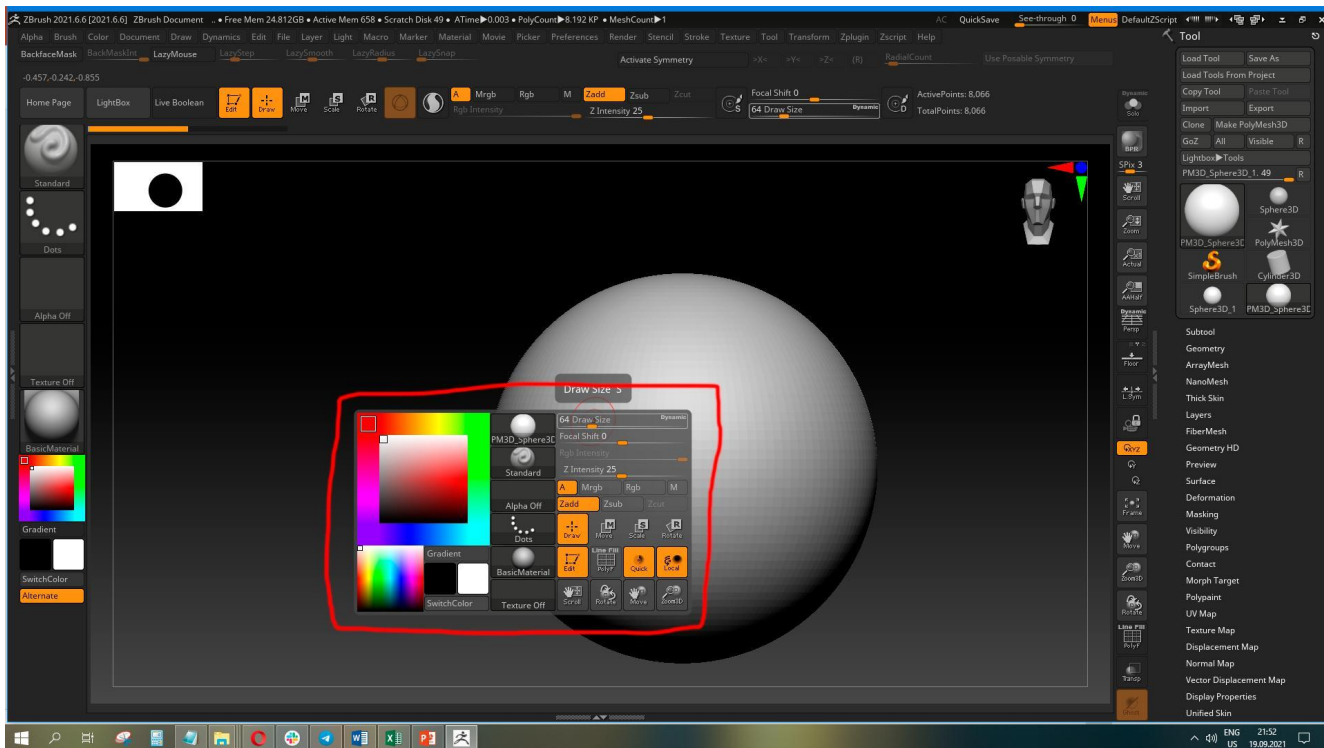 ZBrush 2021.6.6 [2021.6.6] ZBrush Document .. • Free Mem 24.812GB • Active Mem 658 • Scratch Disk 49 • ATime▶0.003 • PolyCount▶8.192 KP • MeshCount▶1
AC QuickSave See-through 0 Menus DefaultZScript
Alpha Brush Color Document Draw Dynamics Edit File Layer Light Macro Marker Material Movie Picker Preferences Render Stencil Stroke Texture Tool Transform Zplugin Zscript Help
BackfaceMask BackMaskInt LazyMouse LazyStep LazySmooth LazyRadius LazySnap
Activate Symmetry >X< >Y< >Z< (R) RadialCount Use Posable Symmetry
-0.457,-0.242,-0.855
Home Page LightBox Live Boolean Edit Draw Move Scale Rotate
A Mrgb Rgb M Zadd Zsub Zcut
Rgb Intensity Z Intensity 25
S Focal Shift 0
64 Draw Size Dynamic
D ActivePoints: 8,066
TotalPoints: 8,066
Standard
Dots
Alpha Off
Texture Off
BasicMaterial
Gradient
SwitchColor
Alternate
Draw Size S
PM3D_Sphere3D
Standard
Alpha Off
Dots
BasicMaterial
Texture Off
Gradient
SwitchColor
64 Draw Size Dynamic
Focal Shift 0
Rgb Intensity
Z Intensity 25
A Mrgb Rgb M
Zadd Zsub Zcut
Draw Move Scale Rotate
Line Fill
Edit PolyF Quick Local
Scroll Rotate Move Zoom3D
Dynamic
Solo
BPR
SPix 3
Scroll
Zoom
Actual
AAHalf
Dynamic
Persp
Floor
L.Sym
Qxyz
Frame
Move
Zoom3D
Rotate
Line Fill
PolyF
Transp
Tool
Load Tool Save As
Load Tools From Project
Copy Tool Paste Tool
Import Export
Clone Make PolyMesh3D
GoZ All Visible R
Lightbox▶Tools
PM3D_Sphere3D_1. 49 R
Sphere3D
PM3D_Sphere3D PolyMesh3D
SimpleBrush Cylinder3D
Sphere3D_1 PM3D_Sphere3D
Subtool
Geometry
ArrayMesh
NanoMesh
Thick Skin
Layers
FiberMesh
Geometry HD
Preview
Surface
Deformation
Masking
Visibility
Polygroups
Contact
Morph Target
Polypaint
UV Map
Texture Map
Displacement Map
Normal Map
Vector Displacement Map
Display Properties
Unified Skin
ENG
US
21:52
19.09.2021